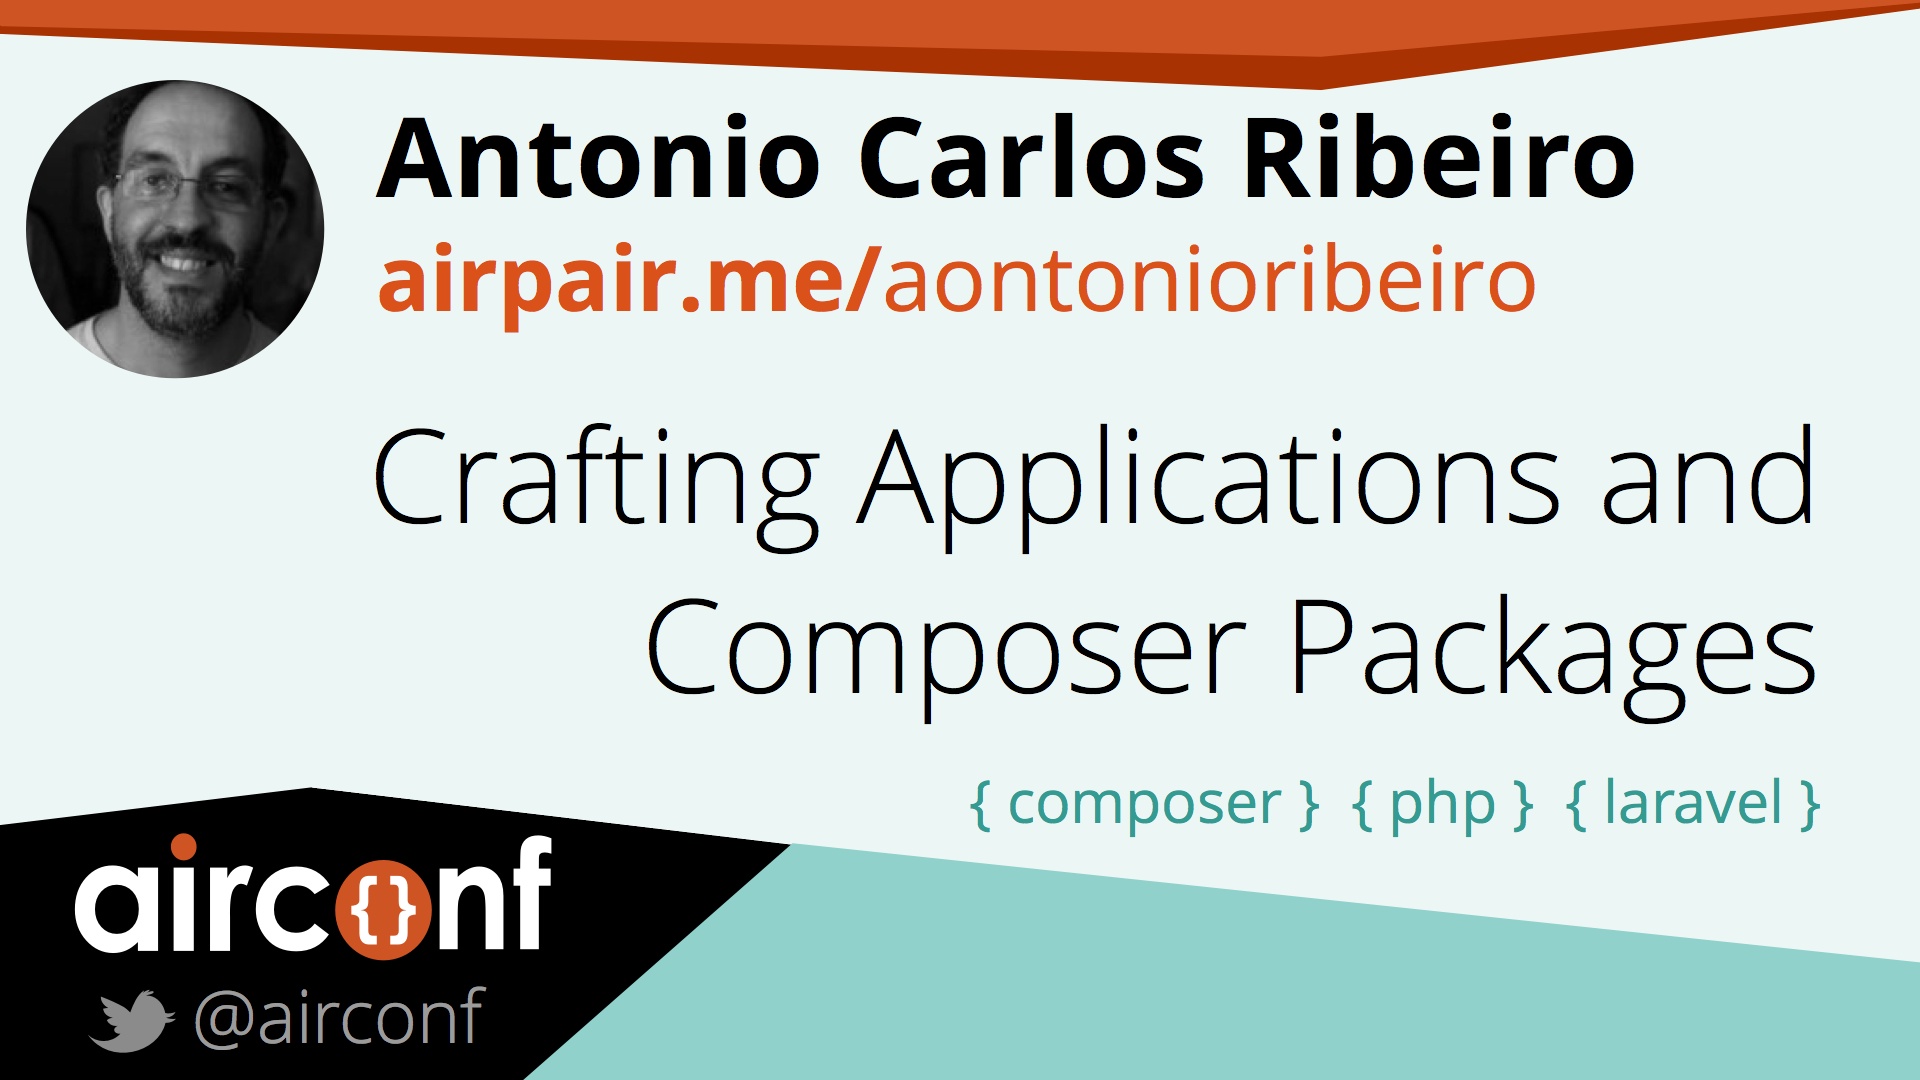 Antonio Carlos Ribeiro
airpair.me/aontonioribeiro
Crafting Applications and
Composer Packages
{ composer } { php } { laravel }
airc{}nf
@airconf